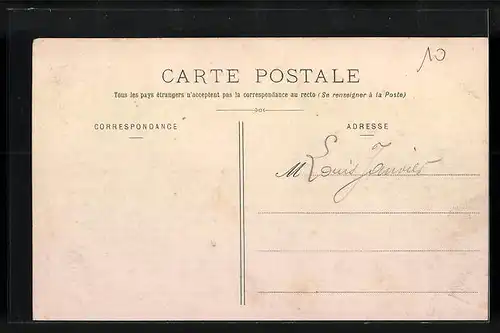 10
CARTE POSTALE
Tous les pays étrangers n'acceptent pas la correspondance au recto (Se renseigner à la Poste)
CORRESPONDANCE
ADRESSE
M Louis Janvier